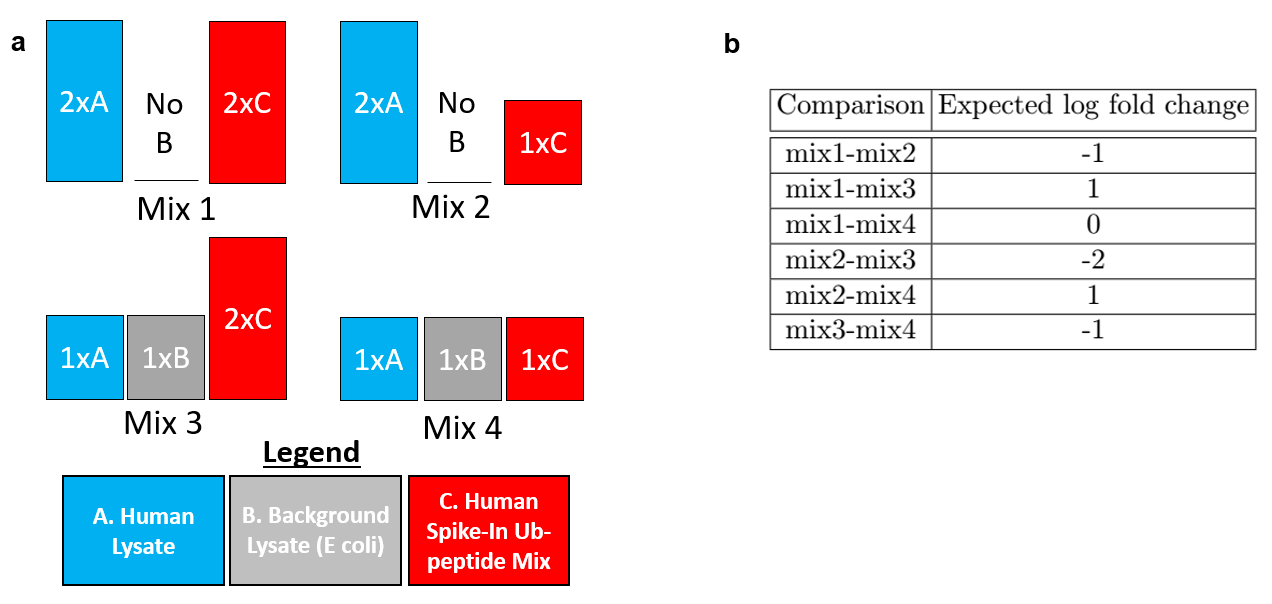 a
2xA
No
B
2xC
Mix 1
2xA
No
B
1xC
Mix 2
1xA
1xB
2xC
Mix 3
1xA
1xB
1xC
Mix 4
Legend
A. Human
Lysate
B. Background
Lysate (E coli)
C. Human
Spike-In Ub-
peptide Mix
b
Comparison Expected log fold change
mix1-mix2 -1
mix1-mix3 1
mix1-mix4 0
mix2-mix3 -2
mix2-mix4 1
mix3-mix4 -1